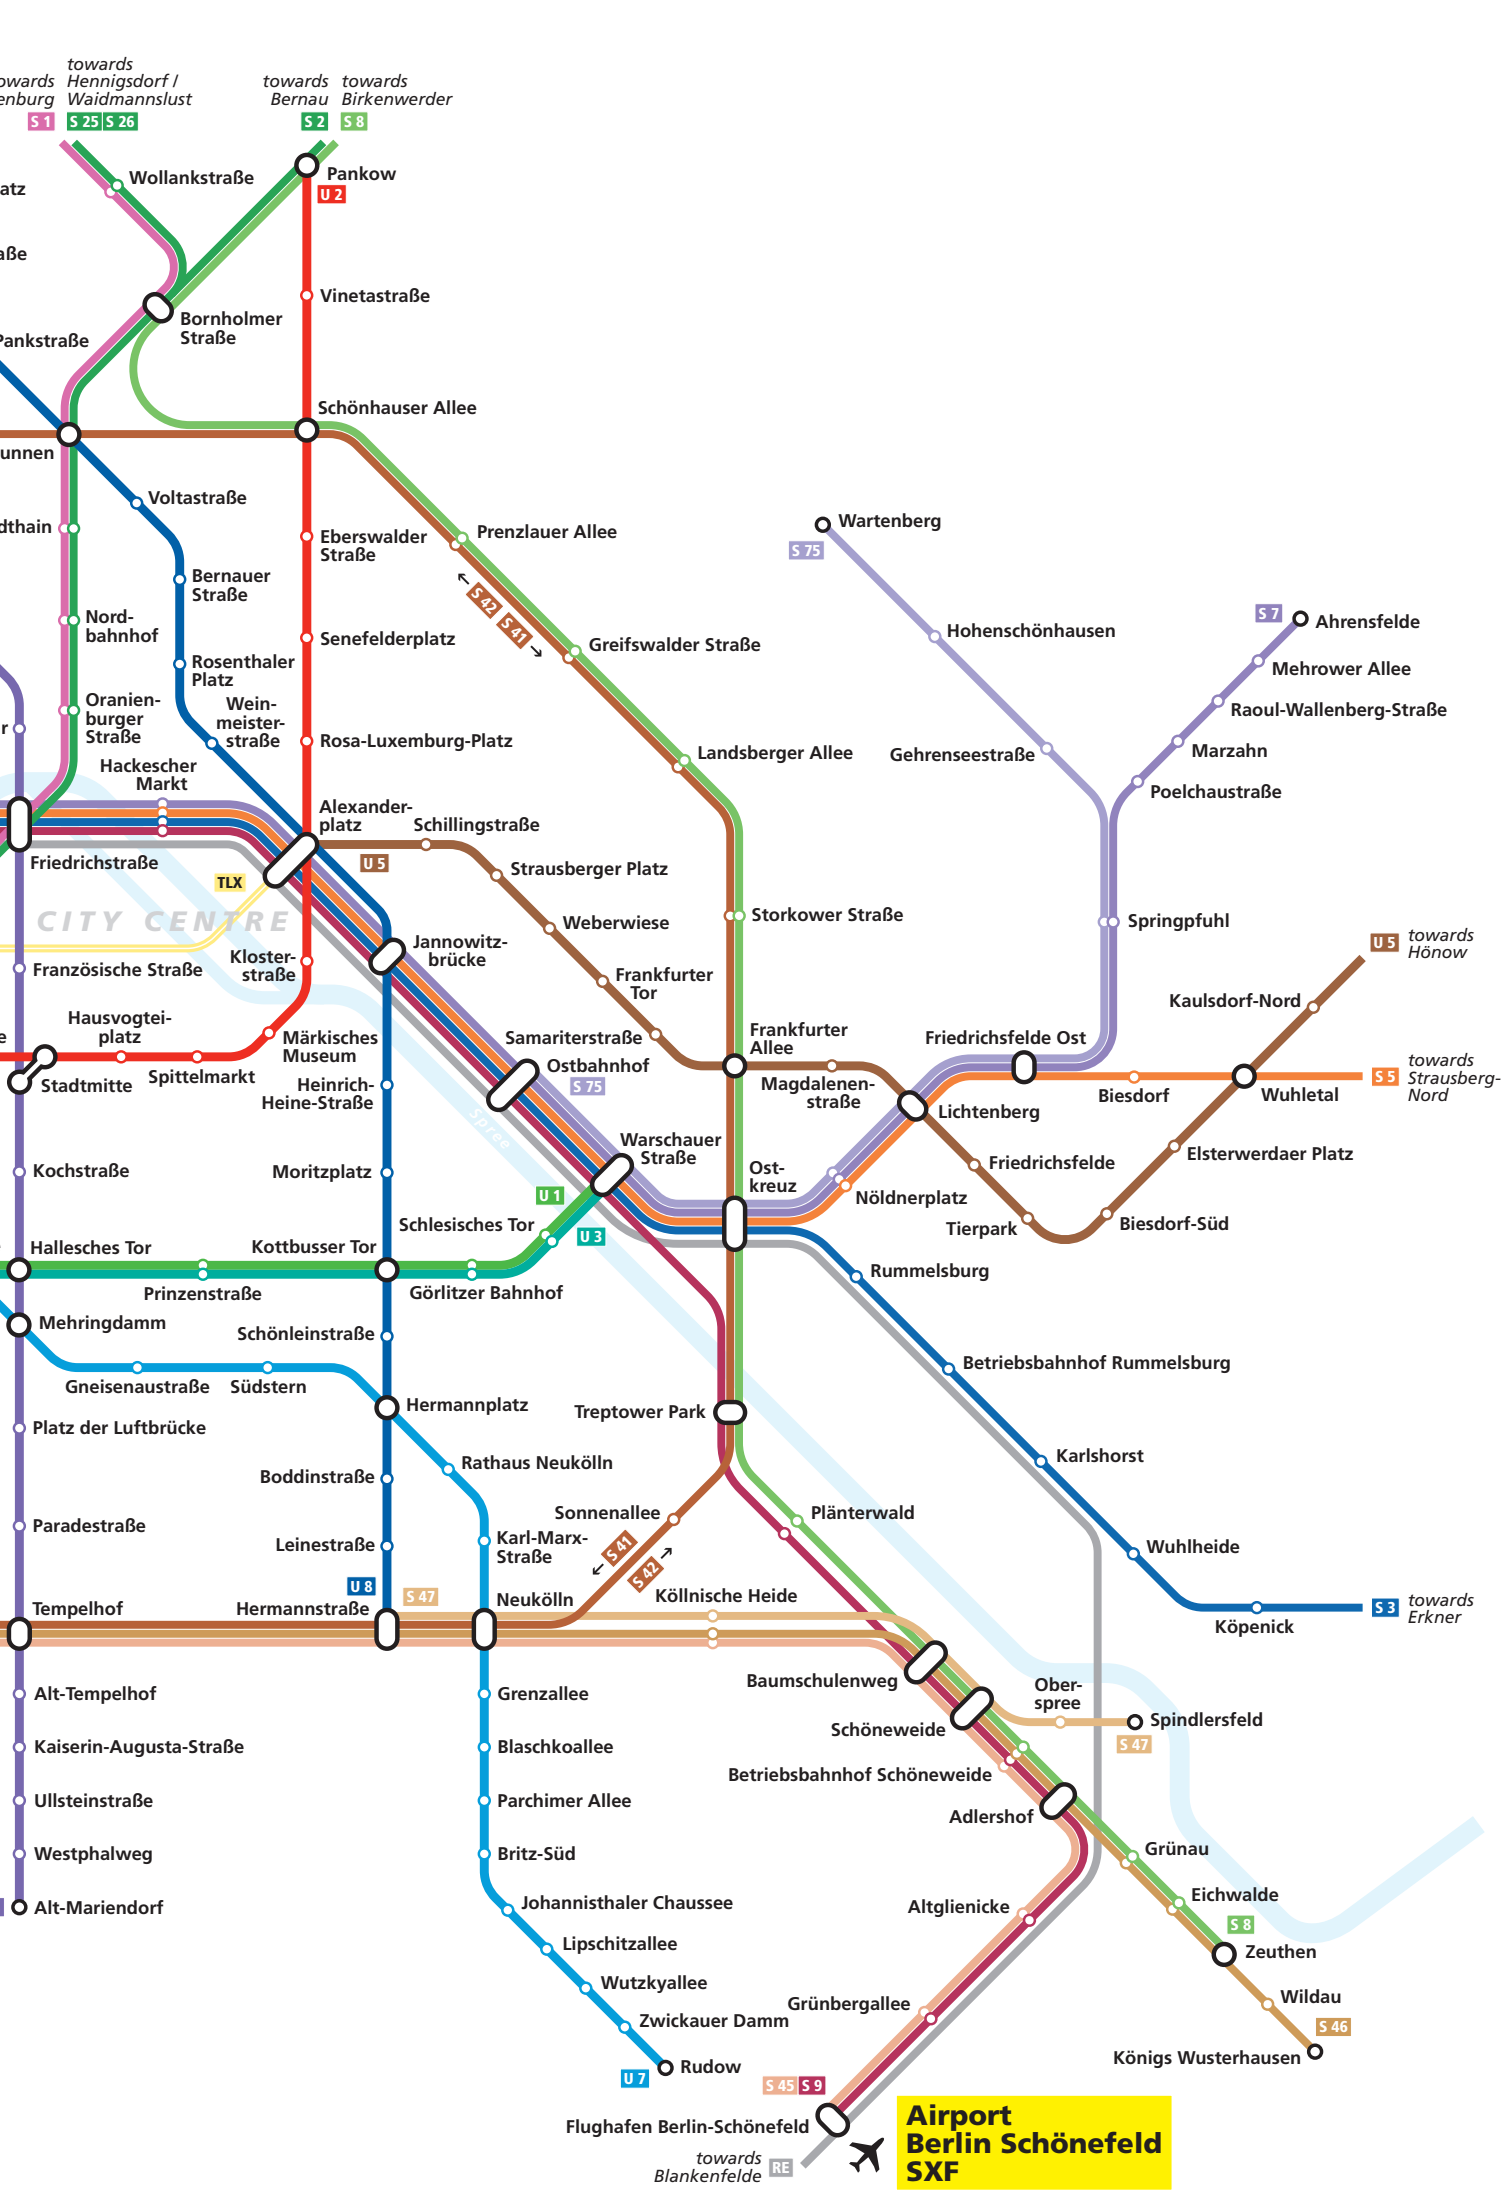 towards
Hennigsdorf /
Waidmannslust
S 1
S 25
S 26
towards
Bernau
S 2
towards
Birkenwerder
S 8
Wollankstraße
Pankow
U 2
Vinetastraße
Bornholmer
Straße
Pankstraße
Schönhauser Allee
Voltastraße
Eberswalder
Straße
Prenzlauer Allee
S 42
S 41
Wartenberg
S 75
Bernauer
Straße
Nord-
bahnhof
Senefelderplatz
Greifswalder Straße
Hohenschönhausen
S 7
Ahrensfelde
Mehrower Allee
Raoul-Wallenberg-Straße
Marzahn
Poelchaustraße
Rosenthaler
Platz
Oranien-
burger
Straße
Wein-
meister-
straße
Rosa-Luxemburg-Platz
Landsberger Allee
Gehrenseestraße
Hackescher
Markt
Alexander-
platz
Schillingstraße
U 5
Friedrichstraße
TLX
Strausberger Platz
CITY CENTRE
Weberwiese
Storkower Straße
Springpfuhl
Jannowitz-
brücke
Kloster-
straße
Französische Straße
Frankfurter
Tor
U 5
towards
Hönow
Kaulsdorf-Nord
Hausvogtei-
platz
Märkisches
Museum
Samariterstraße
Ostbahnhof
S 75
Frankfurter
Allee
Friedrichsfelde Ost
Stadtmitte
Spittelmarkt
Heinrich-
Heine-Straße
Magdalenen-
straße
Lichtenberg
Biesdorf
Wuhletal
S 5
towards
Strausberg-
Nord
Spree
Warschauer
Straße
Kochstraße
Moritzplatz
Ost-
kreuz
Friedrichsfelde
Elsterwerdaer Platz
U 1
Nöldnerplatz
Schlesisches Tor
U 3
Tierpark
Biesdorf-Süd
Hallesches Tor
Kottbusser Tor
Prinzenstraße
Görlitzer Bahnhof
Rummelsburg
Mehringdamm
Schönleinstraße
Betriebsbahnhof Rummelsburg
Gneisenaustraße
Südstern
Hermannplatz
Treptower Park
Platz der Luftbrücke
Rathaus Neukölln
Karlshorst
Boddinstraße
Sonnenallee
Plänterwald
Paradestraße
Leinestraße
Karl-Marx-
Straße
S 41
S 42
Wuhlheide
U 8
S 47
Tempelhof
Hermannstraße
Neukölln
Köllnische Heide
S 3
towards
Erkner
Köpenick
Baumschulenweg
Alt-Tempelhof
Grenzallee
Ober-
spree
Spindlersfeld
S 47
Schöneweide
Kaiserin-Augusta-Straße
Blaschkoallee
Betriebsbahnhof Schöneweide
Ullsteinstraße
Parchimer Allee
Adlershof
Westphalweg
Britz-Süd
Grünau
Alt-Mariendorf
Johannisthaler Chaussee
Altglienicke
Eichwalde
S 8
Zeuthen
Lipschitzallee
Wutzkyallee
Grünbergallee
Wildau
S 46
Zwickauer Damm
Königs Wusterhausen
Rudow
U 7
S 45
S 9
Flughafen Berlin-Schönefeld
Airport
Berlin Schönefeld
SXF
towards
Blankenfelde
RE